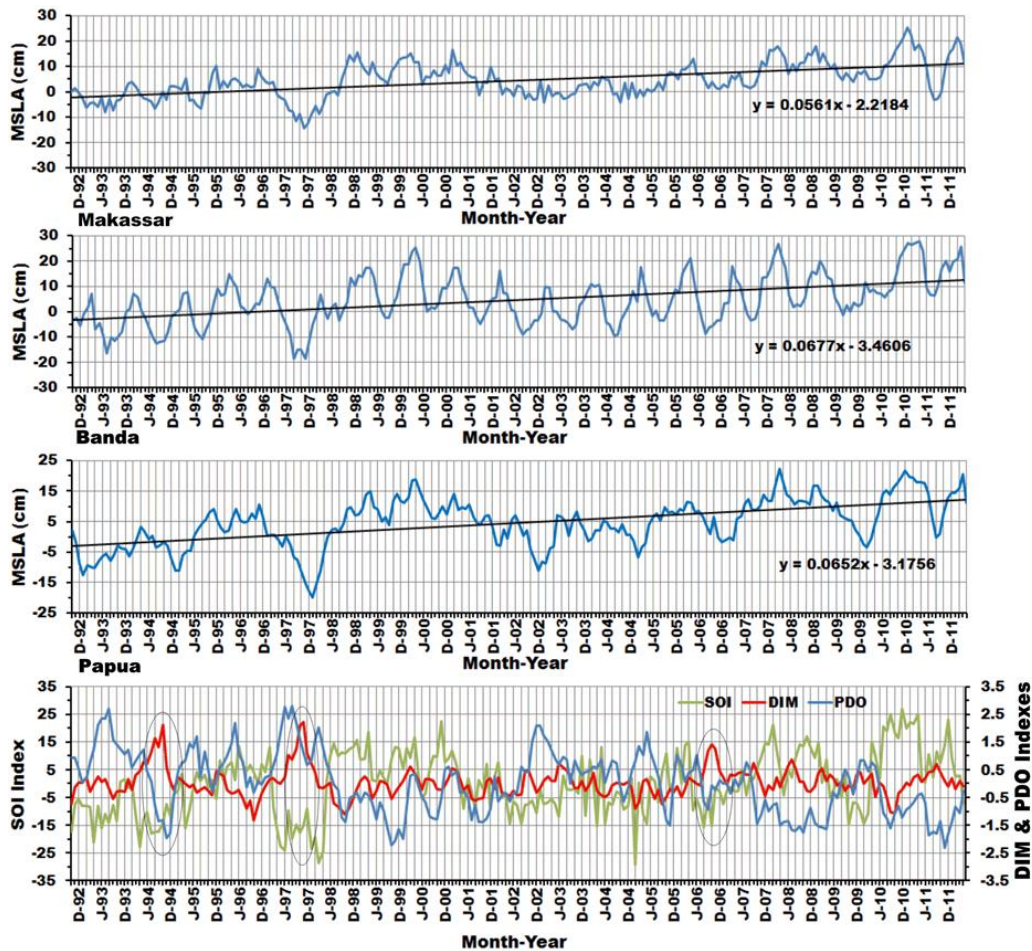 30
20
10
0
-10
-20
-30
MSLA (cm)
y = 0.0561x - 2.2184
D-92 J-93 D-93 J-94 D-94 J-95 D-95 J-96 D-96 J-97 D-97 J-98 D-98 J-99 D-99 J-00 D-00 J-01 D-01 J-02 D-02 J-03 D-03 J-04 D-04 J-05 D-05 J-06 D-06 J-07 D-07 J-08 D-08 J-09 D-09 J-10 D-10 J-11 D-11
Makassar
Month-Year
30
20
10
0
-10
-20
-30
MSLA (cm)
y = 0.0677x - 3.4606
D-92 J-93 D-93 J-94 D-94 J-95 D-95 J-96 D-96 J-97 D-97 J-98 D-98 J-99 D-99 J-00 D-00 J-01 D-01 J-02 D-02 J-03 D-03 J-04 D-04 J-05 D-05 J-06 D-06 J-07 D-07 J-08 D-08 J-09 D-09 J-10 D-10 J-11 D-11
Banda
Month-Year
25
15
5
-5
-15
-25
MSLA (cm)
y = 0.0652x - 3.1756
D-92 J-93 D-93 J-94 D-94 J-95 D-95 J-96 D-96 J-97 D-97 J-98 D-98 J-99 D-99 J-00 D-00 J-01 D-01 J-02 D-02 J-03 D-03 J-04 D-04 J-05 D-05 J-06 D-06 J-07 D-07 J-08 D-08 J-09 D-09 J-10 D-10 J-11 D-11
Papua
Month-Year
35
25
15
5
-5
-15
-25
-35
SOI Index
SOI DIM PDO
3.5
2.5
1.5
0.5
-0.5
-1.5
-2.5
-3.5
DIM & PDO Indexes
D-92 J-93 D-93 J-94 D-94 J-95 D-95 J-96 D-96 J-97 D-97 J-98 D-98 J-99 D-99 J-00 D-00 J-01 D-01 J-02 D-02 J-03 D-03 J-04 D-04 J-05 D-05 J-06 D-06 J-07 D-07 J-08 D-08 J-09 D-09 J-10 D-10 J-11 D-11
Month-Year